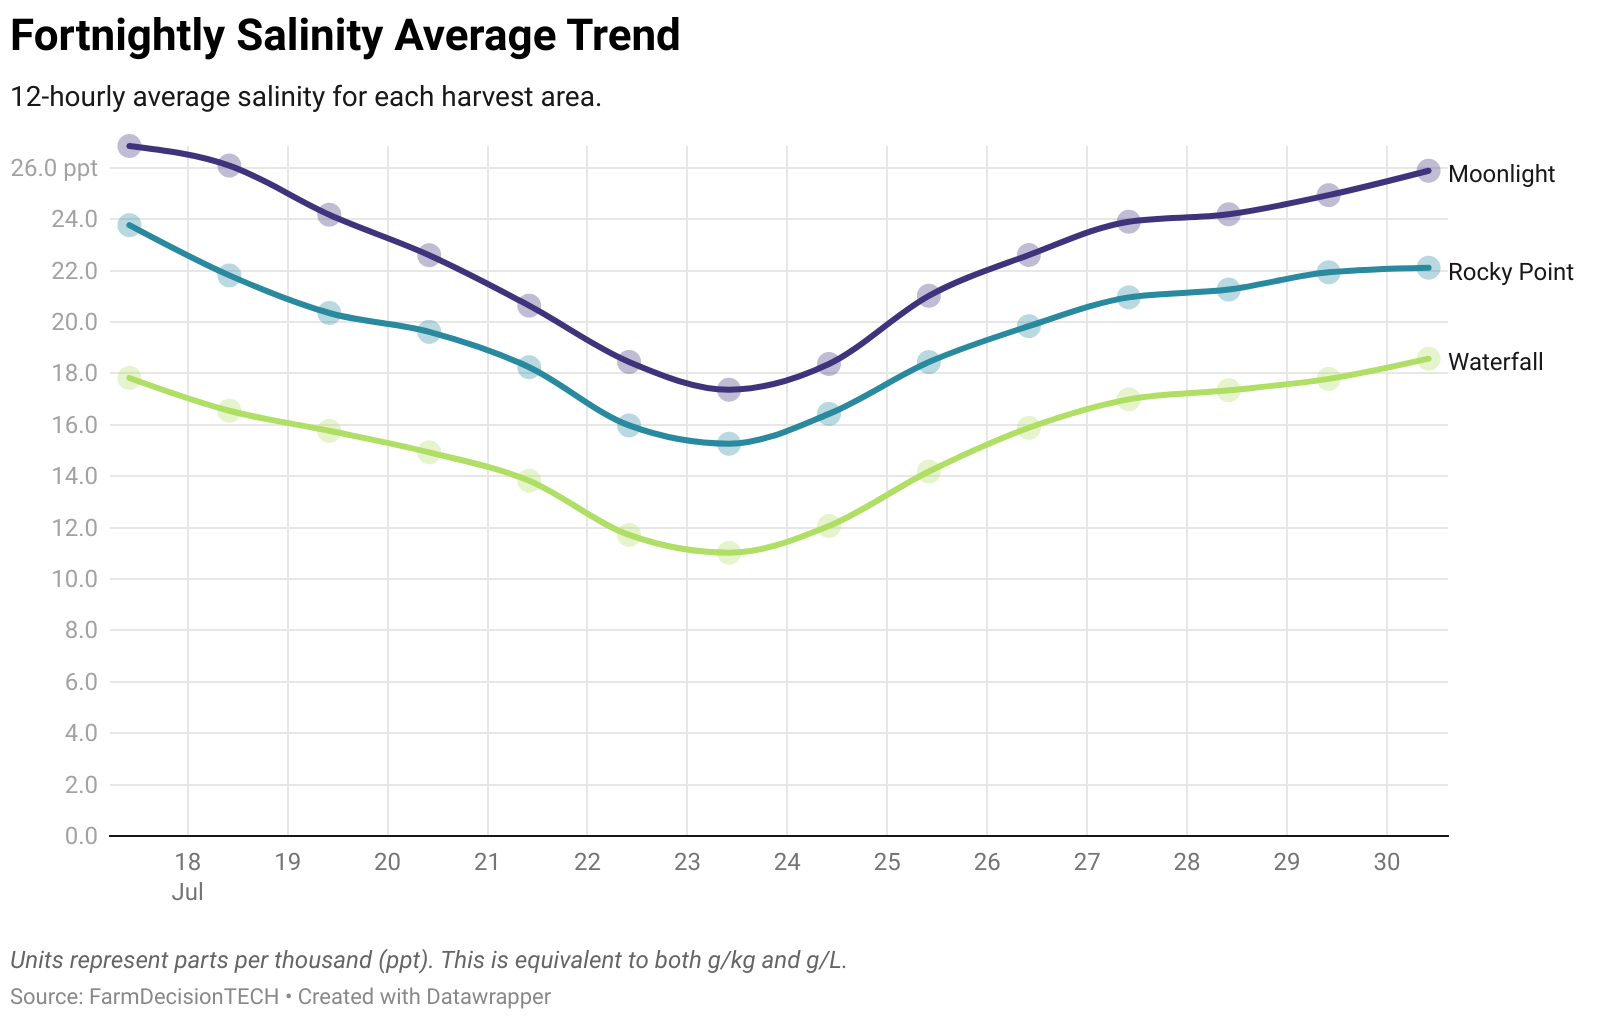 Fortnightly Salinity Average Trend
12-hourly average salinity for each harvest area.
26.0 ppt
24.0
22.0
20.0
18.0
16.0
14.0
12.0
10.0
8.0
6.0
4.0
2.0
0.0
Moonlight
Rocky Point
Waterfall
18 19 20 21 22 23 24 25 26 27 28 29 30
Jul
Units represent parts per thousand (ppt). This is equivalent to both g/kg and g/L.
Source: FarmDecisionTECH • Created with Datawrapper